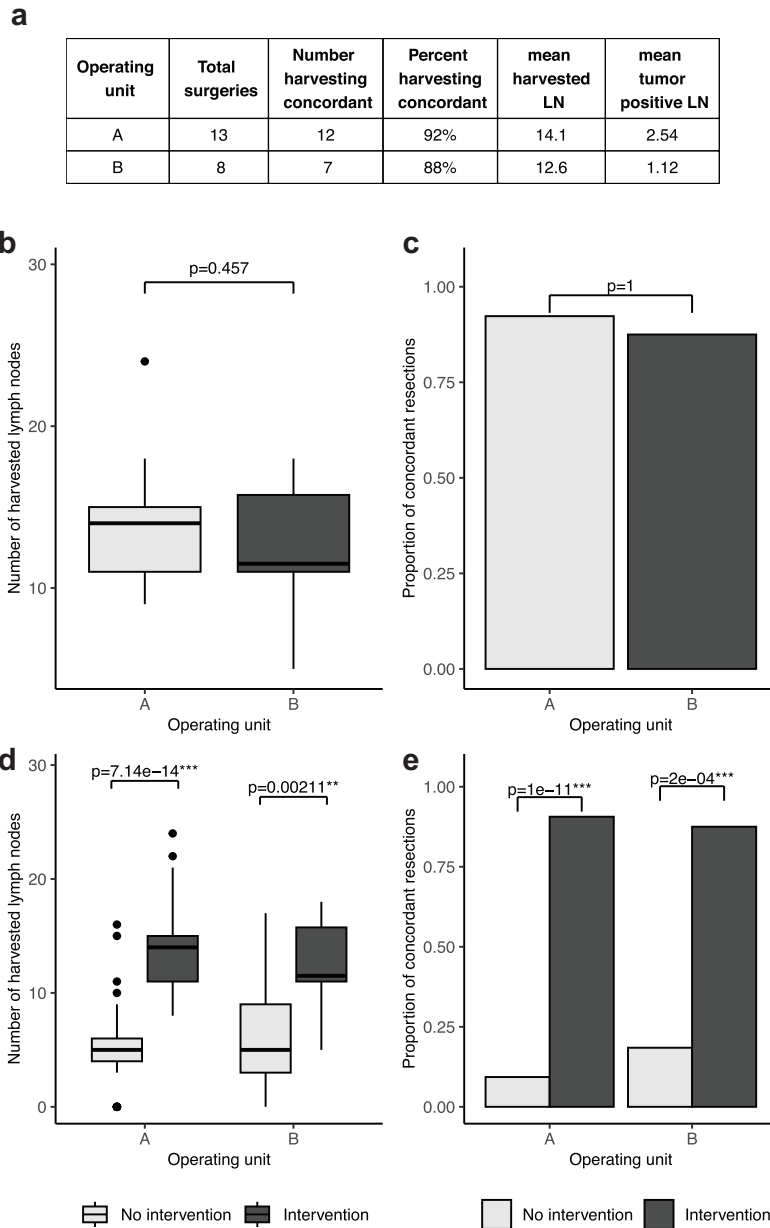 a
Operating unit | Total surgeries | Number harvesting concordant | Percent harvesting concordant | mean harvested LN | mean tumor positive LN
A | 13 | 12 | 92% | 14.1 | 2.54
B | 8 | 7 | 88% | 12.6 | 1.12
b
Number of harvested lymph nodes
30
20
10
p=0.457
A B
Operating unit
c
Proportion of concordant resections
1.00
0.75
0.50
0.25
0.00
p=1
A B
Operating unit
d
Number of harvested lymph nodes
30
20
10
0
p=7.14e−14***
p=0.00211**
A B
Operating unit
No intervention Intervention
e
Proportion of concordant resections
1.00
0.75
0.50
0.25
0.00
p=1e−11***
p=2e−04***
A B
Operating unit
No intervention Intervention